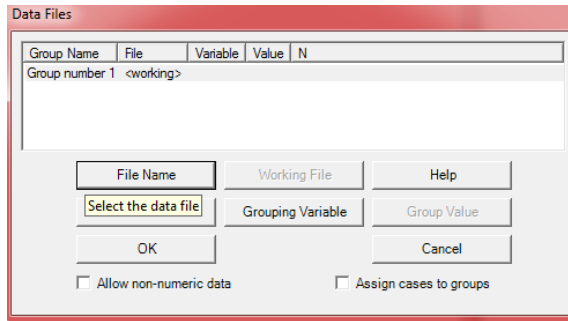 Data Files
Group Name File Variable Value N
Group number 1 <working>
File Name Working File Help
Select the data file Grouping Variable Group Value
OK Cancel
Allow non-numeric data Assign cases to groups